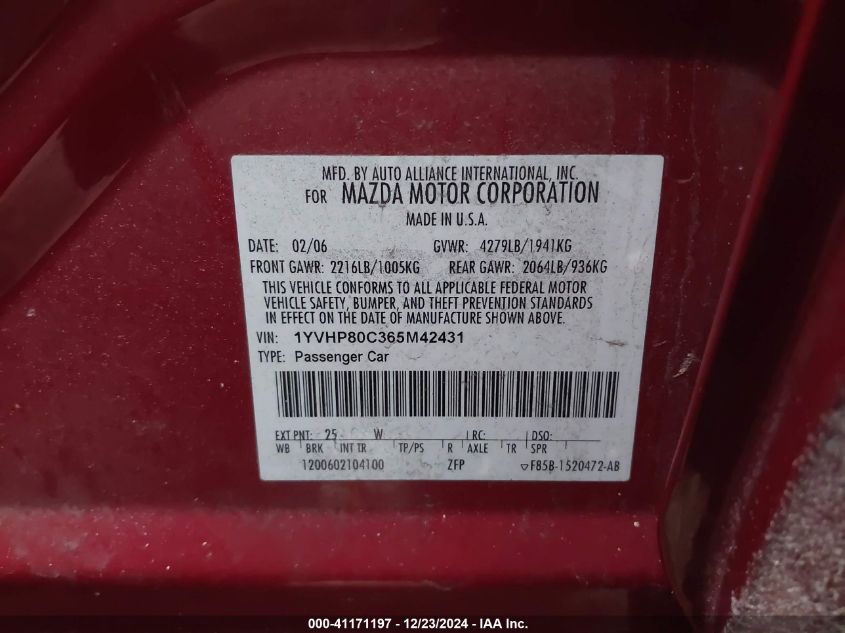 MFD. BY AUTO ALLIANCE INTERNATIONAL, INC.
FOR MAZDA MOTOR CORPORATION
MADE IN U.S.A.
DATE: 02/06 GVWR: 4279LB/1941KG
FRONT GAWR: 2216LB/1005KG REAR GAWR: 2064LB/936KG
THIS VEHICLE CONFORMS TO ALL APPLICABLE FEDERAL MOTOR
VEHICLE SAFETY, BUMPER, AND THEFT PREVENTION STANDARDS
IN EFFECT ON THE DATE OF MANUFACTURE SHOWN ABOVE.
VIN: 1YVHP80C365M42431
TYPE: Passenger Car
EXT PNT: 25 W RC: DSO:
WB BRK INT TR TP/PS R AXLE TR SPR
1200602104100 ZFP F85B-1520472-AB
000-41171197 - 12/23/2024 - IAA Inc.